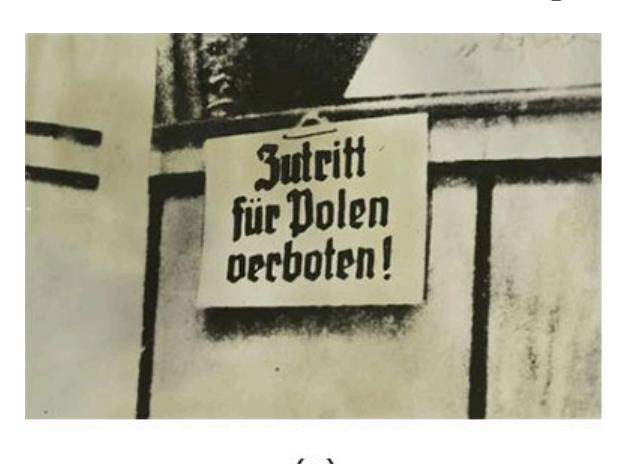 Zutritt
für Polen
verboten!